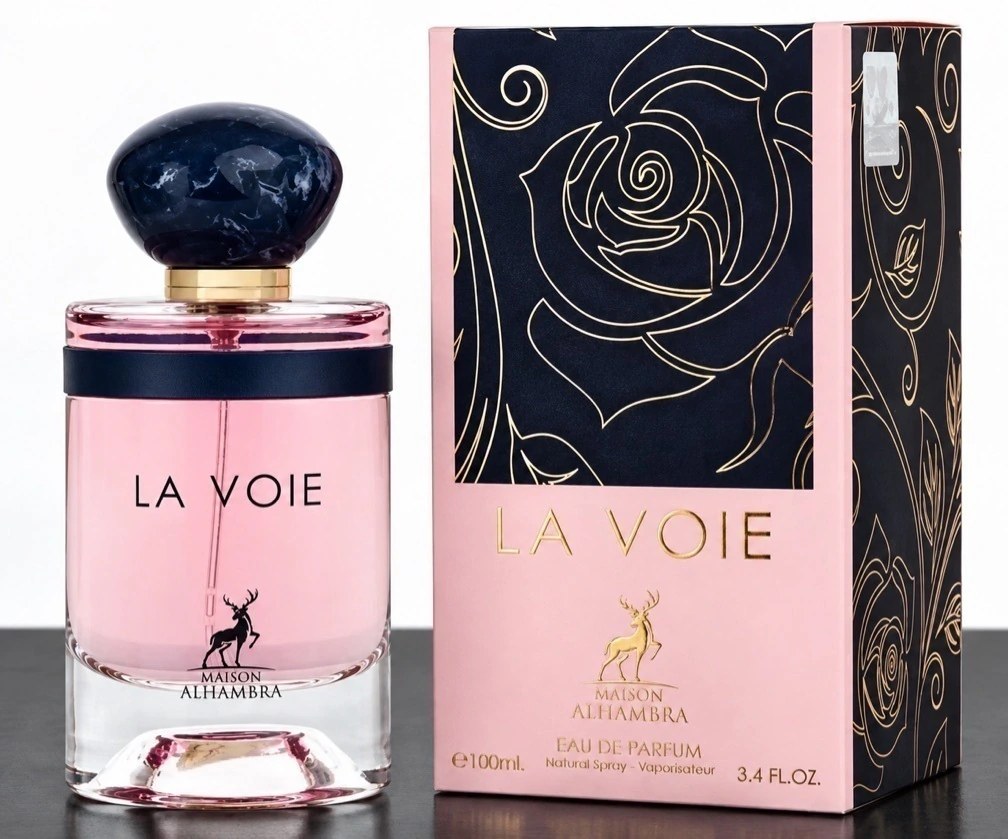 LA VOIE
MAISON
ALHAMBRA
LA VOIE
MAISON
ALHAMBRA
EAU DE PARFUM
Natural Spray - Vaporisateur
℮100ml.
3.4 FL.OZ.